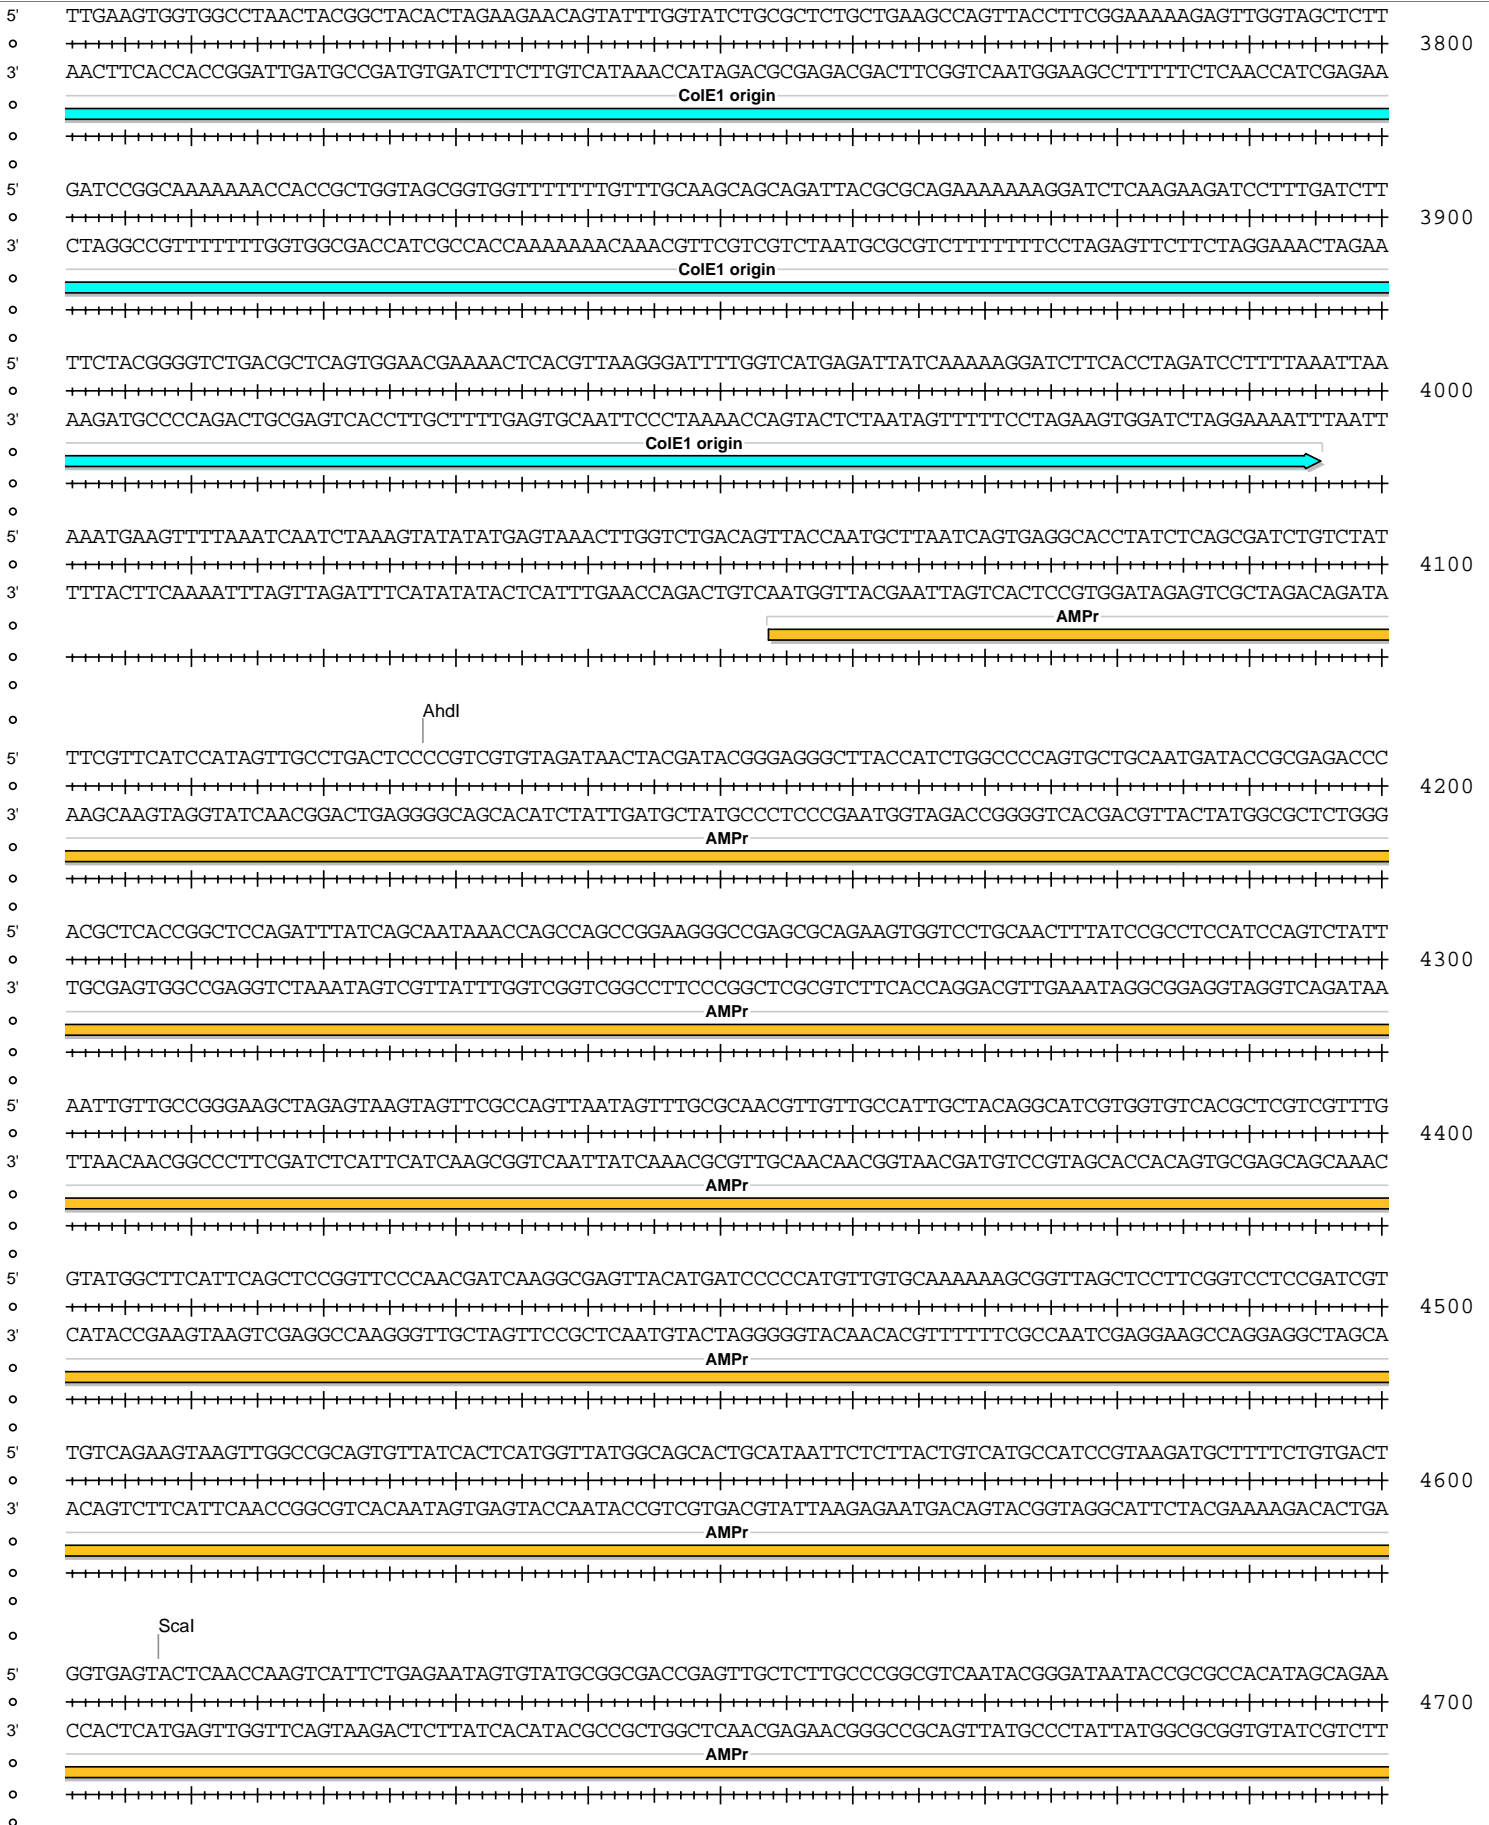 5' TTGAAGTGGTGGCCTAACTACGGCTACACTAGAAGAACAGTATTTGGTATCTGCGCTCTGCTGAAGCCAGTTACCTTCGGAAAAAGAGTTGGTAGCTCTT
3800
3' AACTTCACCACCGGATTGATGCCGATGTGATCTTCTTGTCATAAACCATAGACGCGAGACGACTTCGGTCAATGGAAGCCTTTTTCTCAACCATCGAGAA
ColE1 origin
5' GATCCGGCAAAAAAACCACCGCTGGTAGCGGTGGTTTTTTTGTTTGCAAGCAGCAGATTACGCGCAGAAAAAAAGGATCTCAAGAAGATCCTTTGATCTT
3900
3' CTAGGCCGTTTTTTTGGTGGCGACCATCGCCACCAAAAAAACAAACGTTCGTCGTCTAATGCGCGTCTTTTTTTCCTAGAGTTCTTCTAGGAAACTAGAA
ColE1 origin
5' TTCTACGGGGTCTGACGCTCAGTGGAACGAAAACTCACGTTAAGGGATTTTGGTCATGAGATTATCAAAAAGGATCTTCACCTAGATCCTTTTAAATTAA
4000
3' AAGATGCCCCAGACTGCGAGTCACCTTGCTTTTGAGTGCAATTCCCTAAAACCAGTACTCTAATAGTTTTTCCTAGAAGTGGATCTAGGAAAATTTAATT
ColE1 origin
5' AAATGAAGTTTTAAATCAATCTAAAGTATATATGAGTAAACTTGGTCTGACAGTTACCAATGCTTAATCAGTGAGGCACCTATCTCAGCGATCTGTCTAT
4100
3' TTTACTTCAAAATTTAGTTAGATTTCATATATACTCATTTGAACCAGACTGTCAATGGTTACGAATTAGTCACTCCGTGGATAGAGTCGCTAGACAGATA
AMPr
AhdI
5' TTCGTTCATCCATAGTTGCCTGACTCCCCGTCGTGTAGATAACTACGATACGGGAGGGCTTACCATCTGGCCCCAGTGCTGCAATGATACCGCGAGACCC
4200
3' AAGCAAGTAGGTATCAACGGACTGAGGGGCAGCACATCTATTGATGCTATGCCCTCCCGAATGGTAGACCGGGGTCACGACGTTACTATGGCGCTCTGGG
AMPr
5' ACGCTCACCGGCTCCAGATTTATCAGCAATAAACCAGCCAGCCGGAAGGGCCGAGCGCAGAAGTGGTCCTGCAACTTTATCCGCCTCCATCCAGTCTATT
4300
3' TGCGAGTGGCCGAGGTCTAAATAGTCGTTATTTGGTCGGTCGGCCTTCCCGGCTCGCGTCTTCACCAGGACGTTGAAATAGGCGGAGGTAGGTCAGATAA
AMPr
5' AATTGTTGCCGGGAAGCTAGAGTAAGTAGTTCGCCAGTTAATAGTTTGCGCAACGTTGTTGCCATTGCTACAGGCATCGTGGTGTCACGCTCGTCGTTTG
4400
3' TTAACAACGGCCCTTCGATCTCATTCATCAAGCGGTCAATTATCAAACGCGTTGCAACAACGGTAACGATGTCCGTAGCACCACAGTGCGAGCAGCAAAC
AMPr
5' GTATGGCTTCATTCAGCTCCGGTTCCCAACGATCAAGGCGAGTTACATGATCCCCCATGTTGTGCAAAAAAGCGGTTAGCTCCTTCGGTCCTCCGATCGT
4500
3' CATACCGAAGTAAGTCGAGGCCAAGGGTTGCTAGTTCCGCTCAATGTACTAGGGGGTACAACACGTTTTTTCGCCAATCGAGGAAGCCAGGAGGCTAGCA
AMPr
5' TGTCAGAAGTAAGTTGGCCGCAGTGTTATCACTCATGGTTATGGCAGCACTGCATAATTCTCTTACTGTCATGCCATCCGTAAGATGCTTTTCTGTGACT
4600
3' ACAGTCTTCATTCAACCGGCGTCACAATAGTGAGTACCAATACCGTCGTGACGTATTAAGAGAATGACAGTACGGTAGGCATTCTACGAAAAGACACTGA
AMPr
ScaI
5' GGTGAGTACTCAACCAAGTCATTCTGAGAATAGTGTATGCGGCGACCGAGTTGCTCTTGCCCGGCGTCAATACGGGATAATACCGCGCCACATAGCAGAA
4700
3' CCACTCATGAGTTGGTTCAGTAAGACTCTTATCACATACGCCGCTGGCTCAACGAGAACGGGCCGCAGTTATGCCCTATTATGGCGCGGTGTATCGTCTT
AMPr